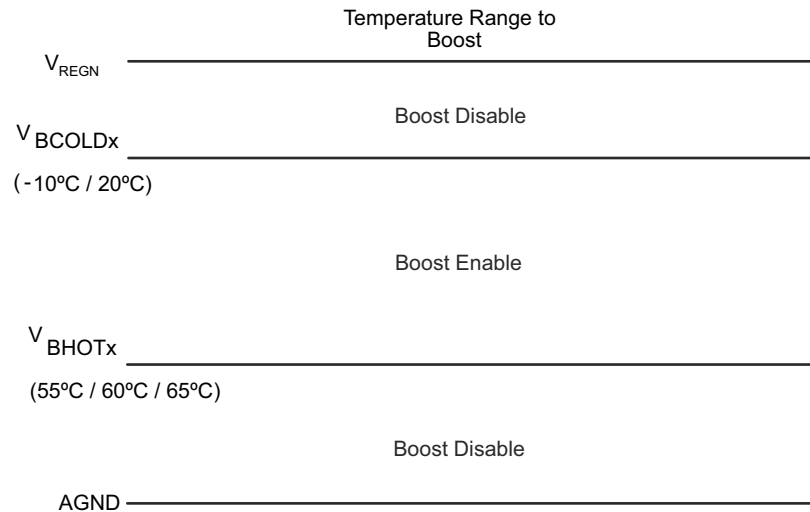 Temperature Range to
Boost
VREGN
Boost Disable
VBCOLDx
(-10ºC / 20ºC)
Boost Enable
VBHOTx
(55ºC / 60ºC / 65ºC)
Boost Disable
AGND